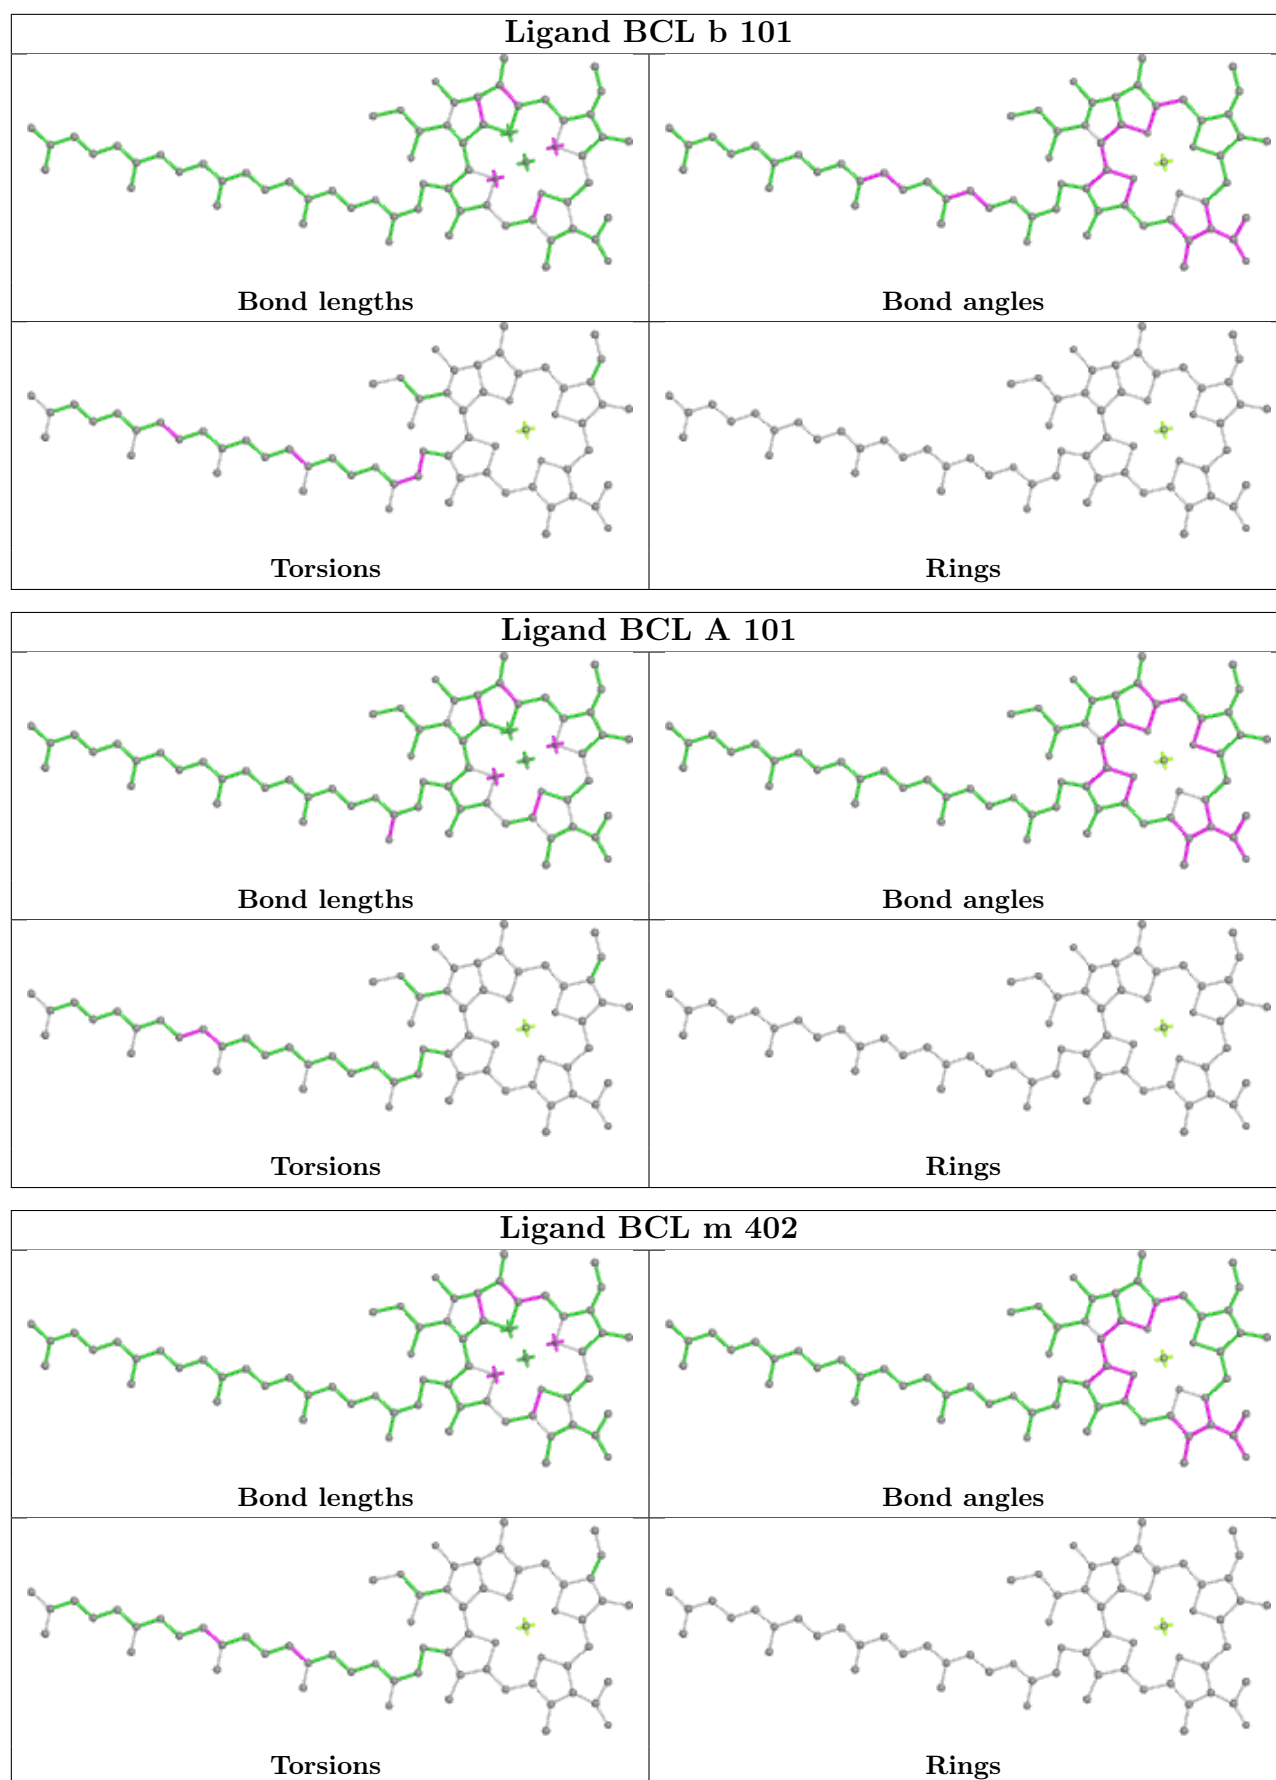 Ligand BCL b 101
Bond lengths
Bond angles
Torsions
Rings
Ligand BCL A 101
Bond lengths
Bond angles
Torsions
Rings
Ligand BCL m 402
Bond lengths
Bond angles
Torsions
Rings